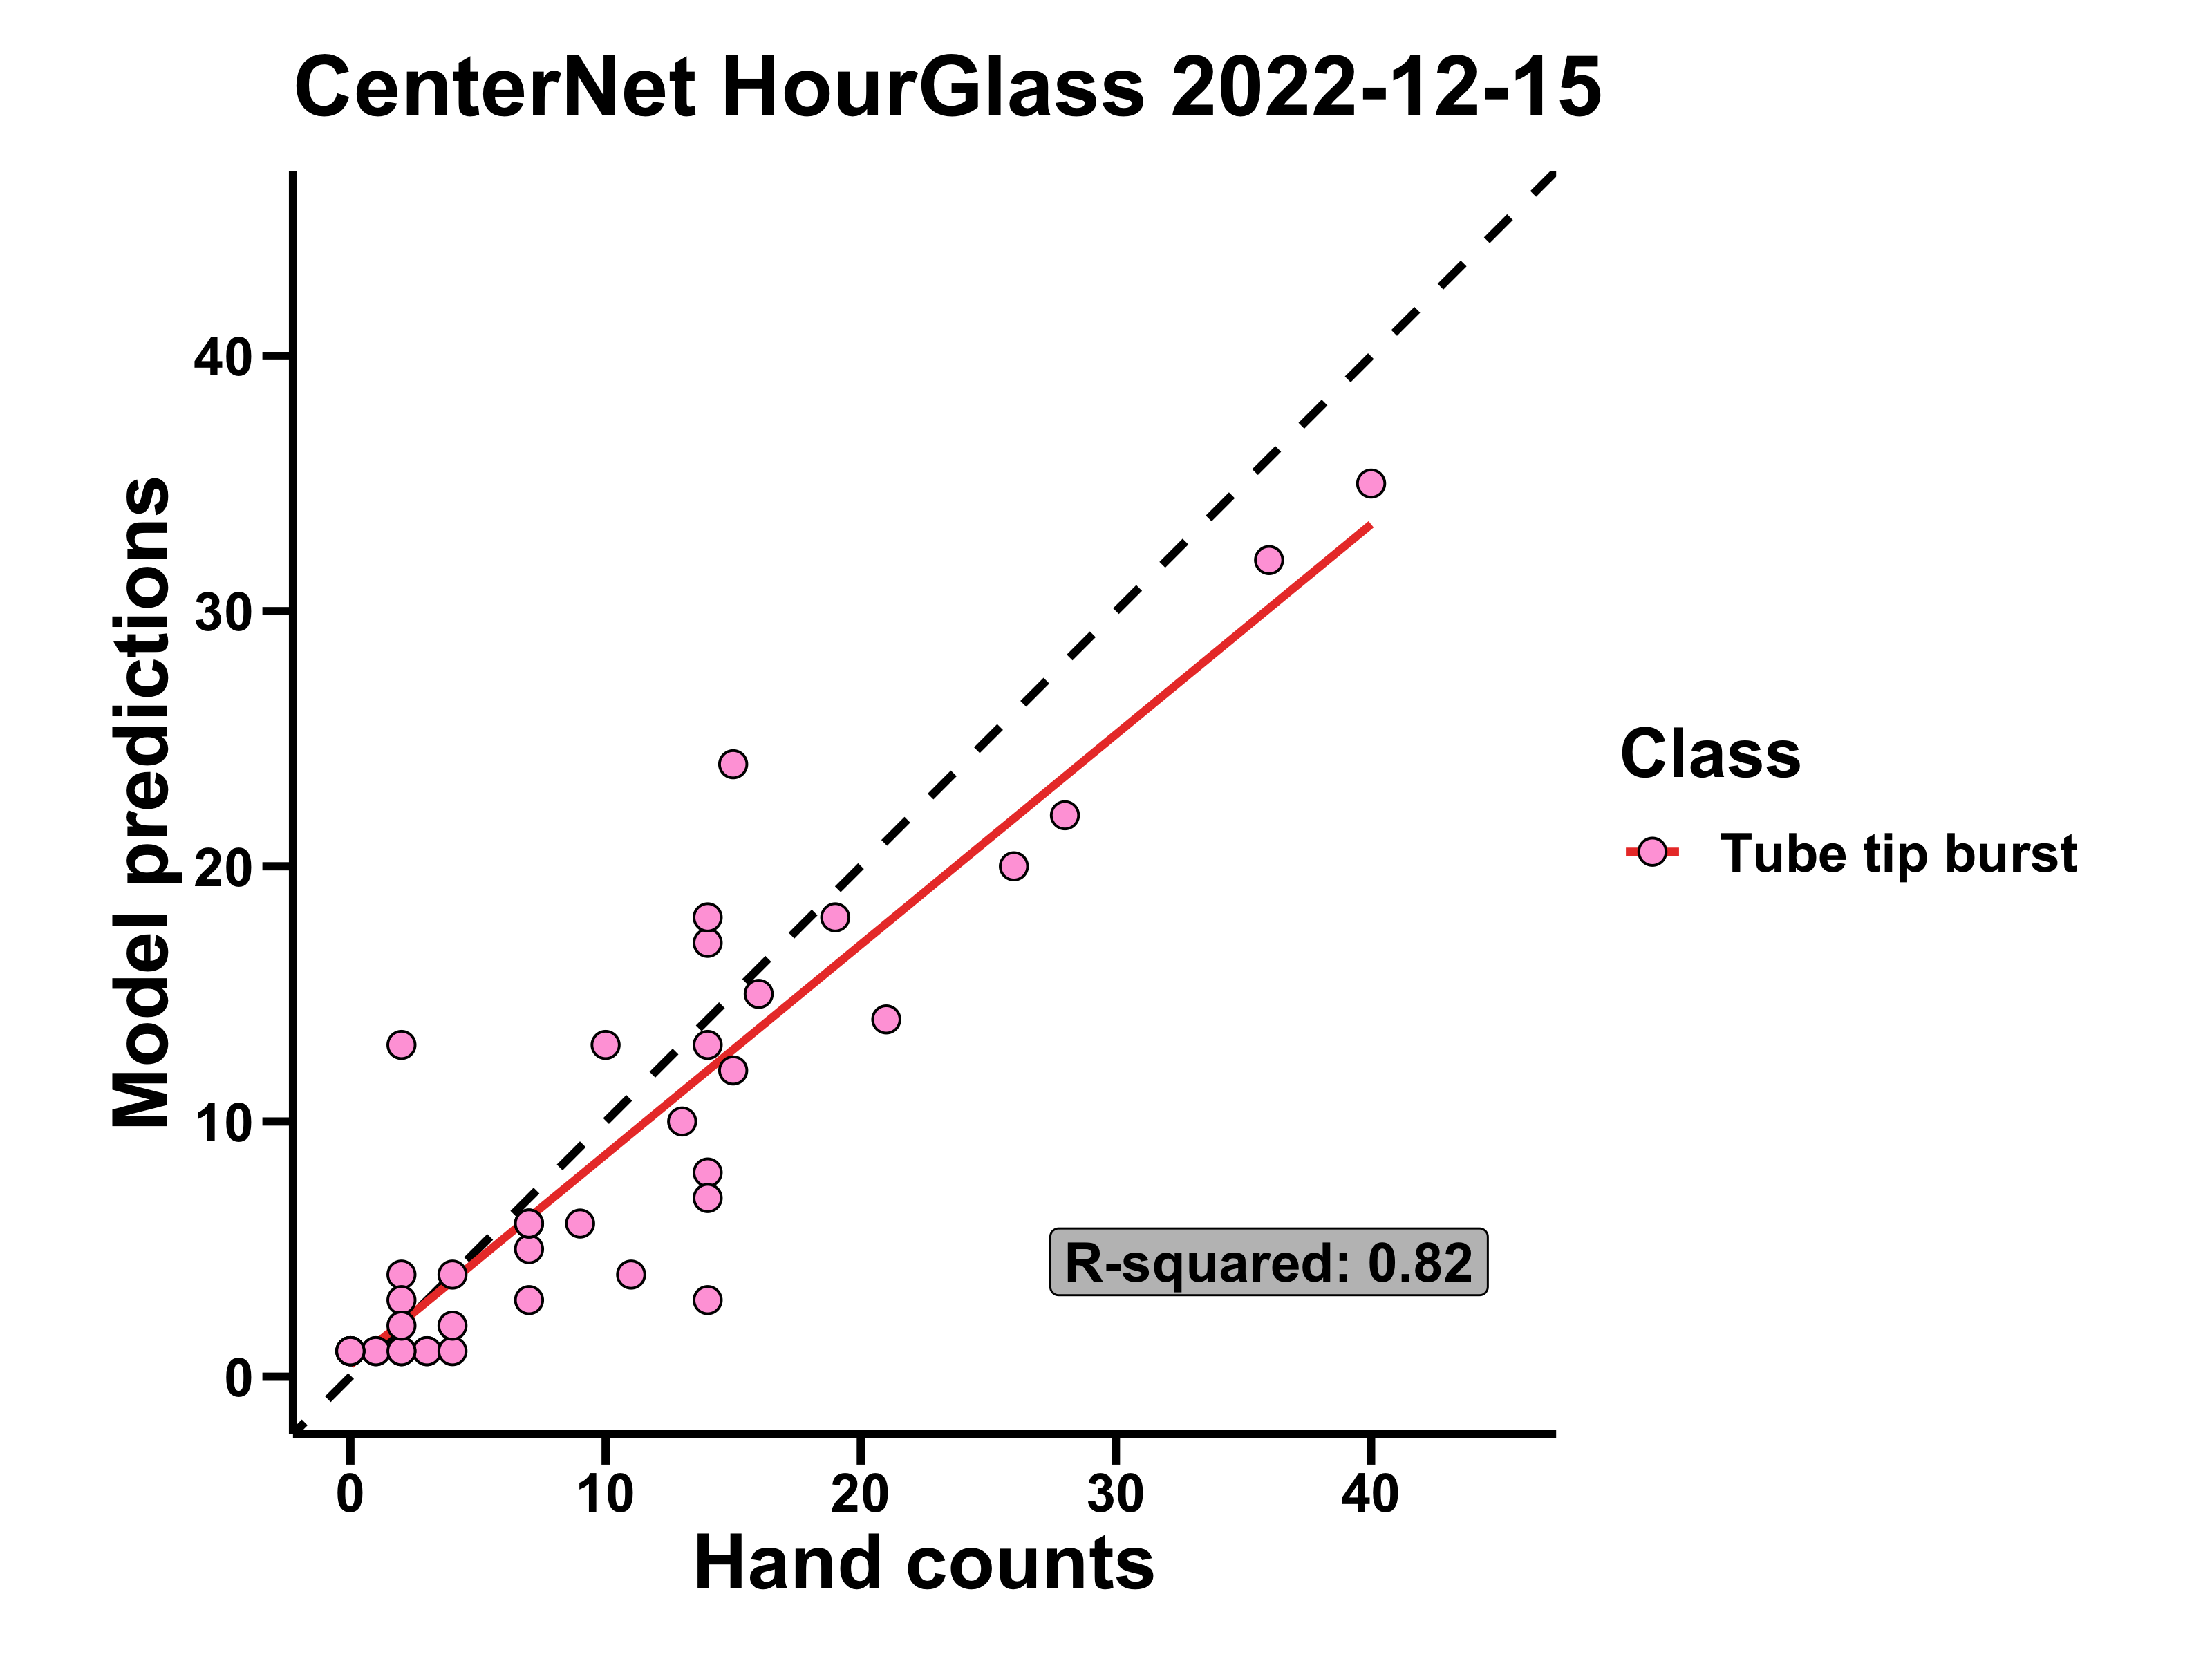 CenterNet HourGlass 2022-12-15
Model predictions
40
30
20
10
0
0 10 20 30 40
Hand counts
R-squared: 0.82
Class
Tube tip burst